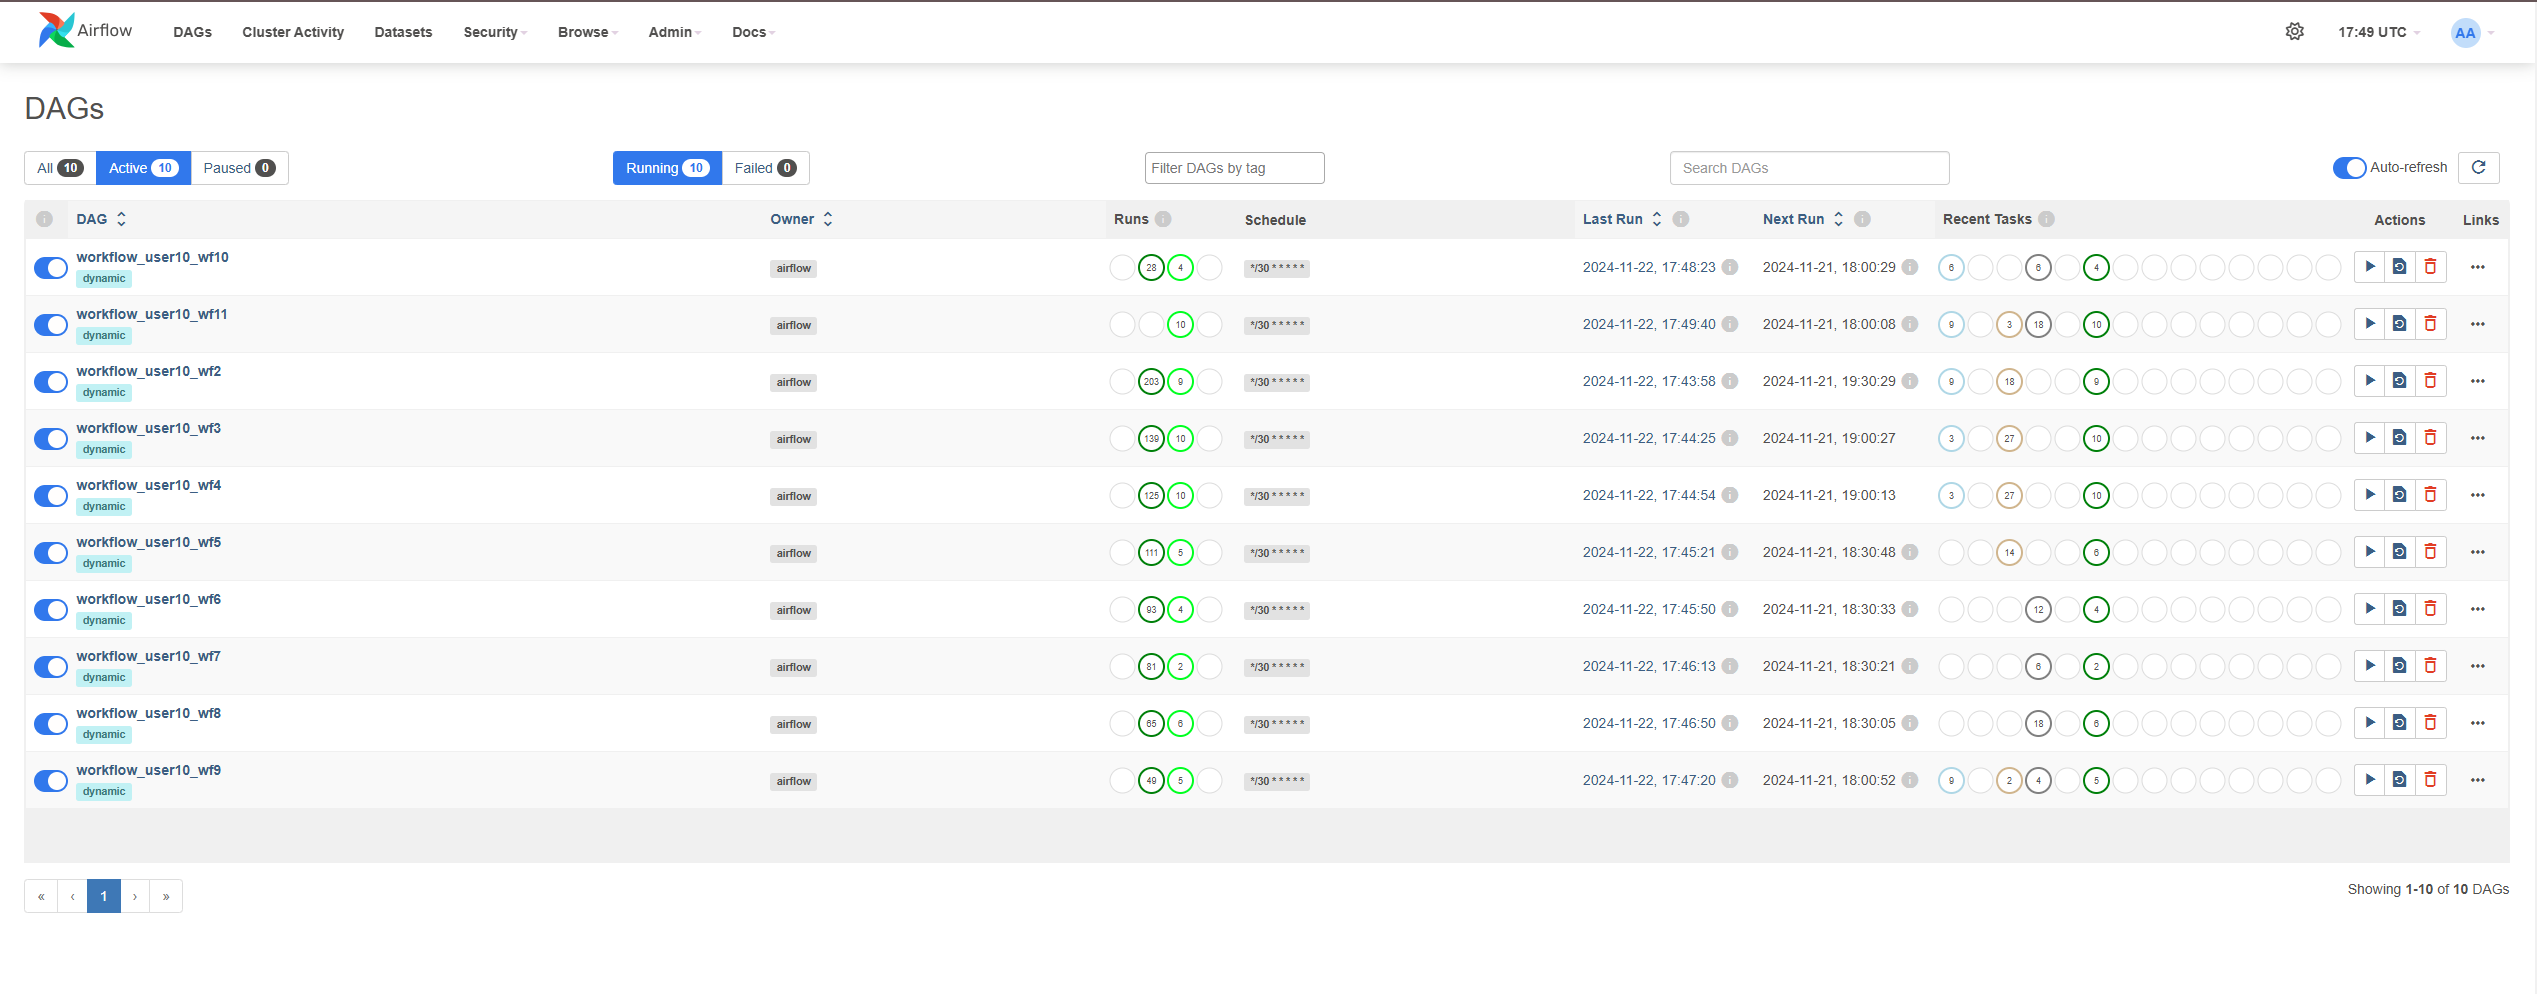 Airflow DAGs Cluster Activity Datasets Security Browse Admin Docs 17:49 UTC AA
DAGs
All 10 Active 10 Paused 0 Running 10 Failed 0 Filter DAGs by tag Search DAGs Auto-refresh
i DAG Owner Runs i Schedule Last Run i Next Run i Recent Tasks i Actions Links
workflow_user10_wf10
airflow 28 4 */30 * * * * * 2024-11-22, 17:48:23 i 2024-11-21, 18:00:29 i 6 6 4
dynamic
workflow_user10_wf11
airflow 10 */30 * * * * * 2024-11-22, 17:49:40 i 2024-11-21, 18:00:08 i 9 3 18 10
dynamic
workflow_user10_wf2
airflow 203 9 */30 * * * * * 2024-11-22, 17:43:58 i 2024-11-21, 19:30:29 i 9 18 9
dynamic
workflow_user10_wf3
airflow 139 10 */30 * * * * * 2024-11-22, 17:44:25 i 2024-11-21, 19:00:27 3 27 10
dynamic
workflow_user10_wf4
airflow 125 10 */30 * * * * * 2024-11-22, 17:44:54 i 2024-11-21, 19:00:13 3 27 10
dynamic
workflow_user10_wf5
airflow 111 5 */30 * * * * * 2024-11-22, 17:45:21 i 2024-11-21, 18:30:48 i 14 6
dynamic
workflow_user10_wf6
airflow 93 4 */30 * * * * * 2024-11-22, 17:45:50 i 2024-11-21, 18:30:33 i 12 4
dynamic
workflow_user10_wf7
airflow 81 2 */30 * * * * * 2024-11-22, 17:46:13 i 2024-11-21, 18:30:21 i 6 2
dynamic
workflow_user10_wf8
airflow 65 6 */30 * * * * * 2024-11-22, 17:46:50 i 2024-11-21, 18:30:05 i 18 6
dynamic
workflow_user10_wf9
airflow 49 5 */30 * * * * * 2024-11-22, 17:47:20 i 2024-11-21, 18:00:52 i 9 2 4 5
dynamic
« ‹ 1 › » Showing 1-10 of 10 DAGs